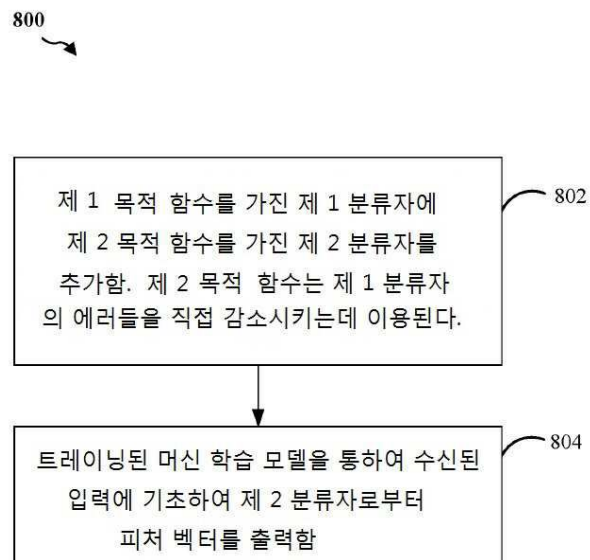 800
제 1 목적 함수를 가진 제 1 분류자에
제 2 목적 함수를 가진 제 2 분류자를
추가함. 제 2 목적 함수는 제 1 분류자
의 에러들을 직접 감소시키는데 이용된다.
802
트레이닝된 머신 학습 모델을 통하여 수신된
입력에 기초하여 제 2 분류자로부터
피처 벡터를 출력함
804